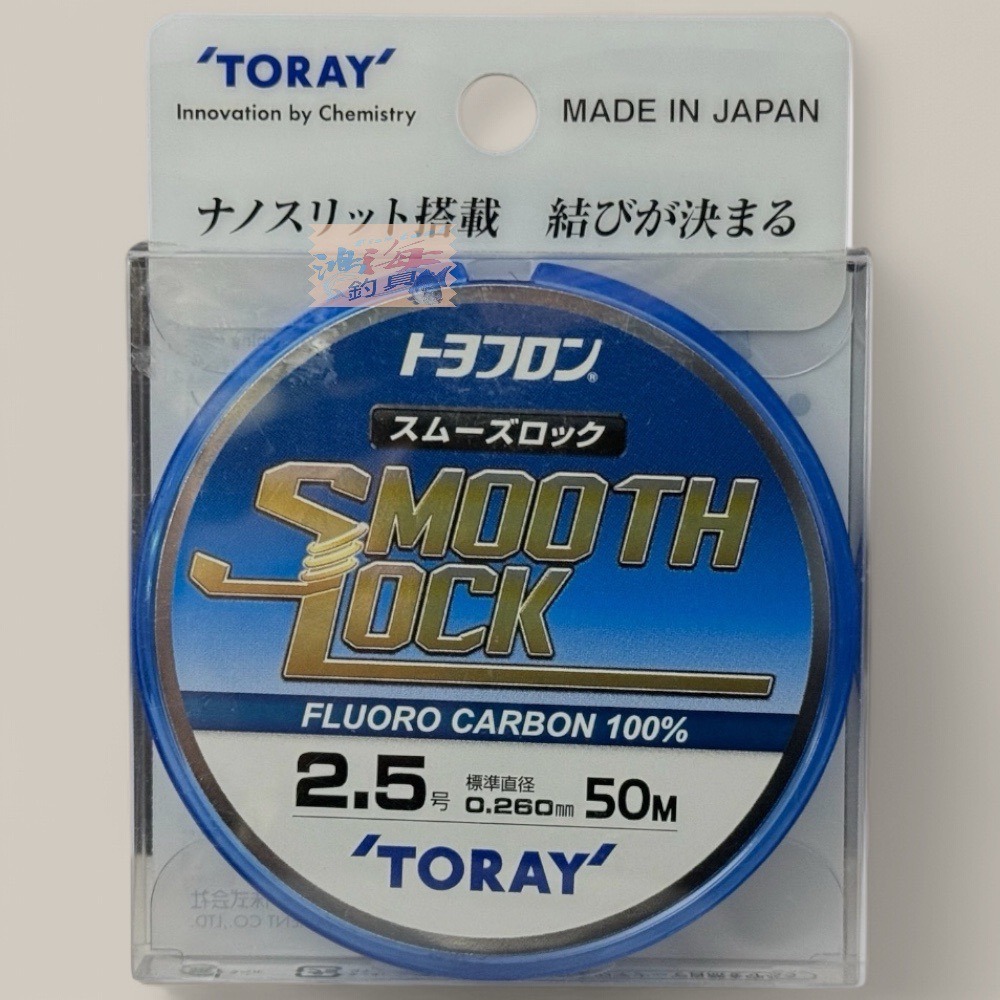 'TORAY'
Innovation by Chemistry
MADE IN JAPAN
ナノスリット搭載 結びが決まる
釣具
トヨフロン®
スムーズロック
SMOOTH
LOCK
FLUORO CARBON 100%
2.5号 標準直径 0.260mm 50M
'TORAY'